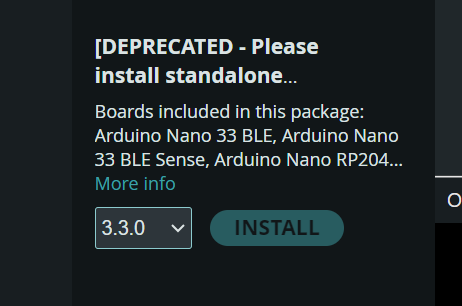 [DEPRECATED - Please
install standalone...
Boards included in this package:
Arduino Nano 33 BLE, Arduino Nano
33 BLE Sense, Arduino Nano RP204...
More info
3.3.0
INSTALL
O